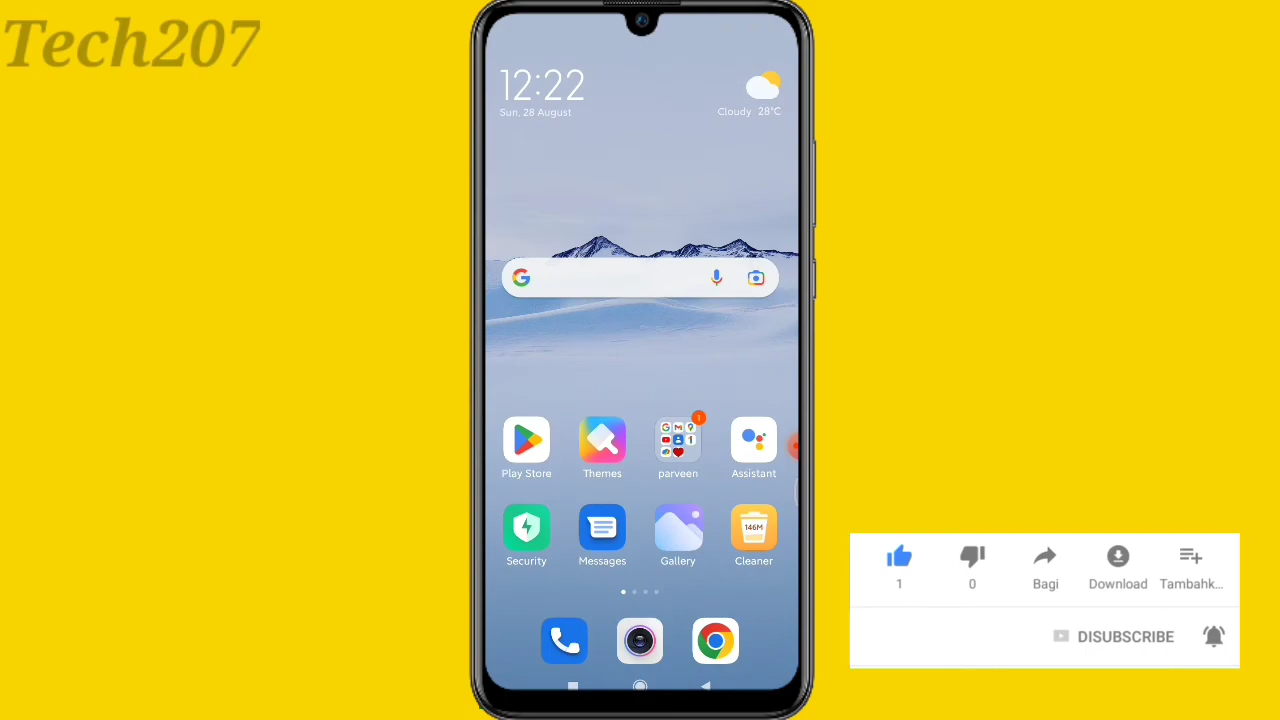 Tech207
12:22
Sun, 28 August
Cloudy 28°C
1
Play Store
Themes
parveen
Assistant
146M
Security
Messages
Gallery
Cleaner
1
0
Bagi
Download
Tambahk...
DISUBSCRIBE